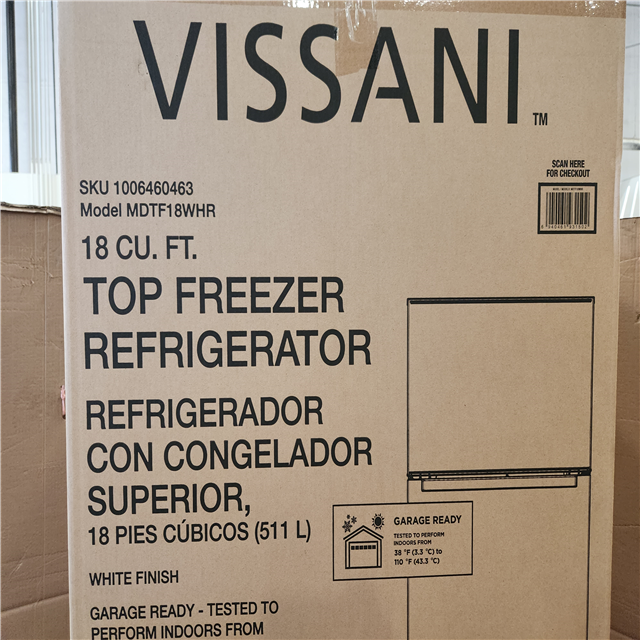 VISSANI™
SKU 1006460463
Model MDTF18WHR
SCAN HERE
FOR CHECKOUT
18 CU. FT.
TOP FREEZER
REFRIGERATOR
REFRIGERADOR
CON CONGELADOR
SUPERIOR,
18 PIES CÚBICOS (511 L)
GARAGE READY
TESTED TO PERFORM
INDOORS FROM
38 °F (3.3 °C) to
110 °F (43.3 °C)
WHITE FINISH
GARAGE READY - TESTED TO
PERFORM INDOORS FROM